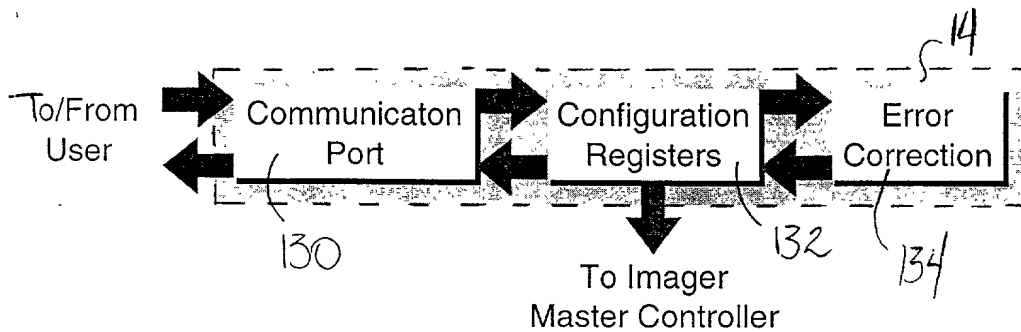 14
To/From
User
Communicaton
Port
Configuration
Registers
Error
Correction
130
132
134
To Imager
Master Controller